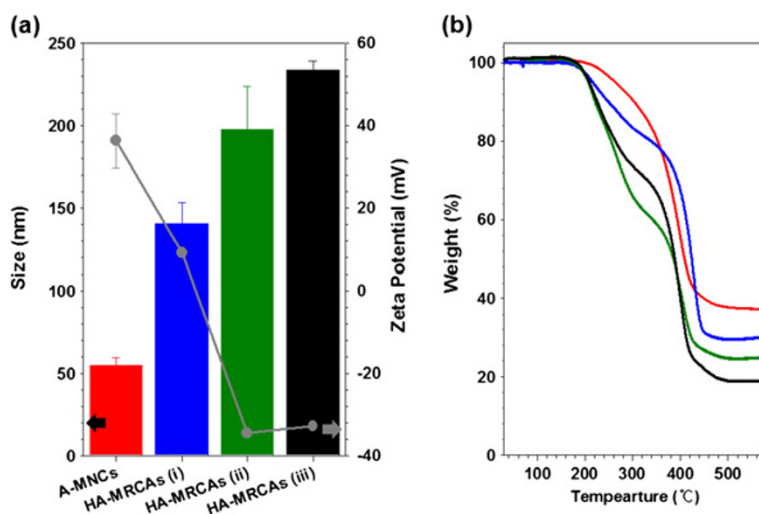 (a)
250
200
150
100
50
0
Size (nm)
60
40
20
0
-20
-40
Zeta Potential (mV)
A-MNCs
HA-MRCAs (i)
HA-MRCAs (ii)
HA-MRCAs (iii)
(b)
100
80
60
40
20
0
Weight (%)
100 200 300 400 500
Tempearture (℃)